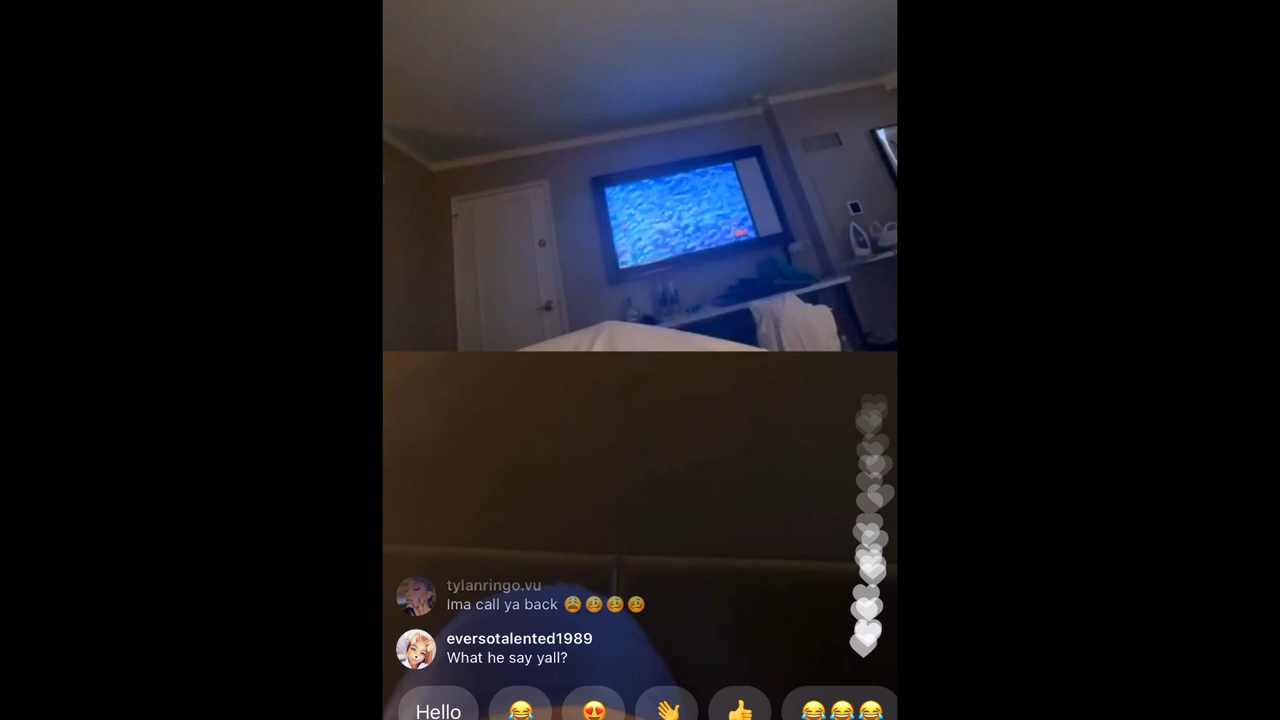 tylanringo.vu
Ima call ya back 😩🥴🥴🥴
eversotalented1989
What he say yall?
Hello 😂 😍 👋 👍 😂😂😂